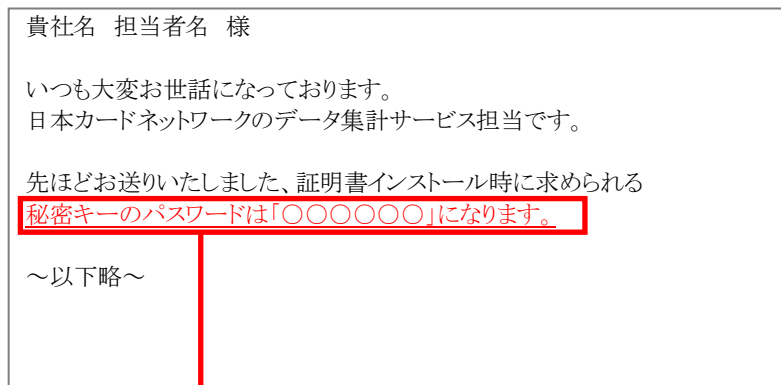 貴社名 担当者名 様
いつも大変お世話になっております。
日本カードネットワークのデータ集計サービス担当です。
先ほどお送りいたしました、証明書インストール時に求められる
秘密キーのパスワードは「○○○○○○」になります。
～以下略～